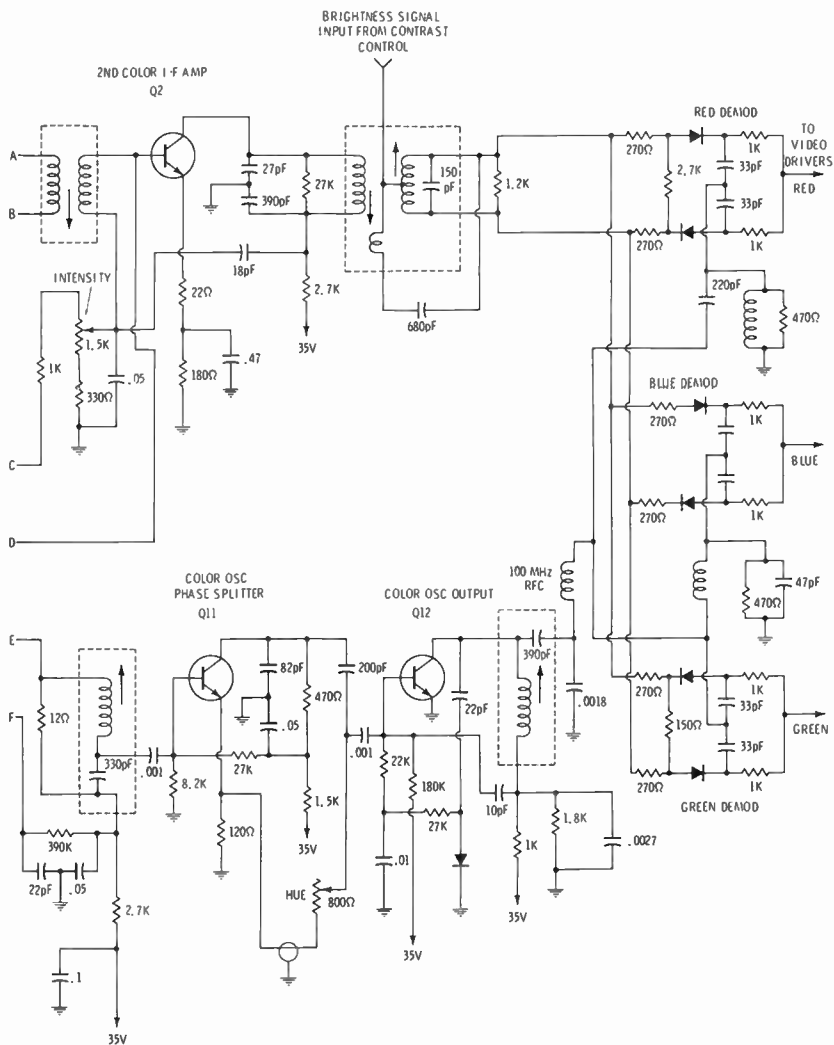 BRIGHTNESS SIGNAL
INPUT FROM CONTRAST
CONTROL
2ND COLOR I-F AMP
Q2
RED DEMOD
TO
VIDEO
DRIVERS
RED
A
B
27pF
390pF
27K
150
pF
1.2K
270Ω
2.7K
33pF
33pF
1K
270Ω
1K
18pF
INTENSITY
1.5K
1K
330Ω
.05
22Ω
180Ω
.47
2.7K
35V
680pF
220pF
470Ω
BLUE DEMOD
270Ω
1K
BLUE
270Ω
1K
C
D
COLOR OSC
PHASE SPLITTER
Q11
COLOR OSC OUTPUT
Q12
100 MHz
RFC
470Ω
47pF
E
F
12Ω
330pF
.001
8.2K
27K
120Ω
82pF
.05
470Ω
1.5K
35V
200pF
.001
HUE
800Ω
22K
180K
27K
.01
35V
22pF
10pF
390pF
.0018
1K
35V
1.8K
.0027
270Ω
150Ω
270Ω
33pF
33pF
1K
1K
GREEN
GREEN DEMOD
390K
22pF
.05
2.7K
.1
35V